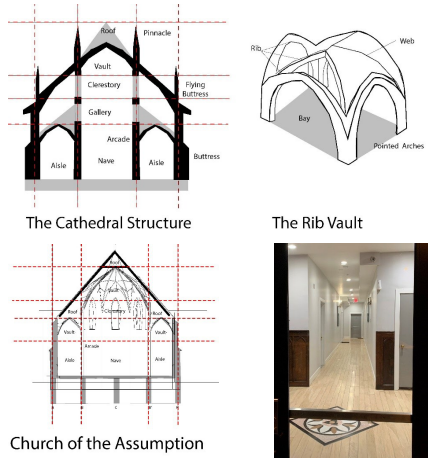 Roof
Pinnacle
Vault
Clerestory
Flying
Buttress
Gallery
Arcade
Buttress
Aisle
Nave
Aisle
The Cathedral Structure
Rib
Web
Bay
Pointed Arches
The Rib Vault
Roof
Vault
Clerestory
Roof
Roof
Vault
Vault
Arcade
Aisle
Nave
Aisle
Church of the Assumption